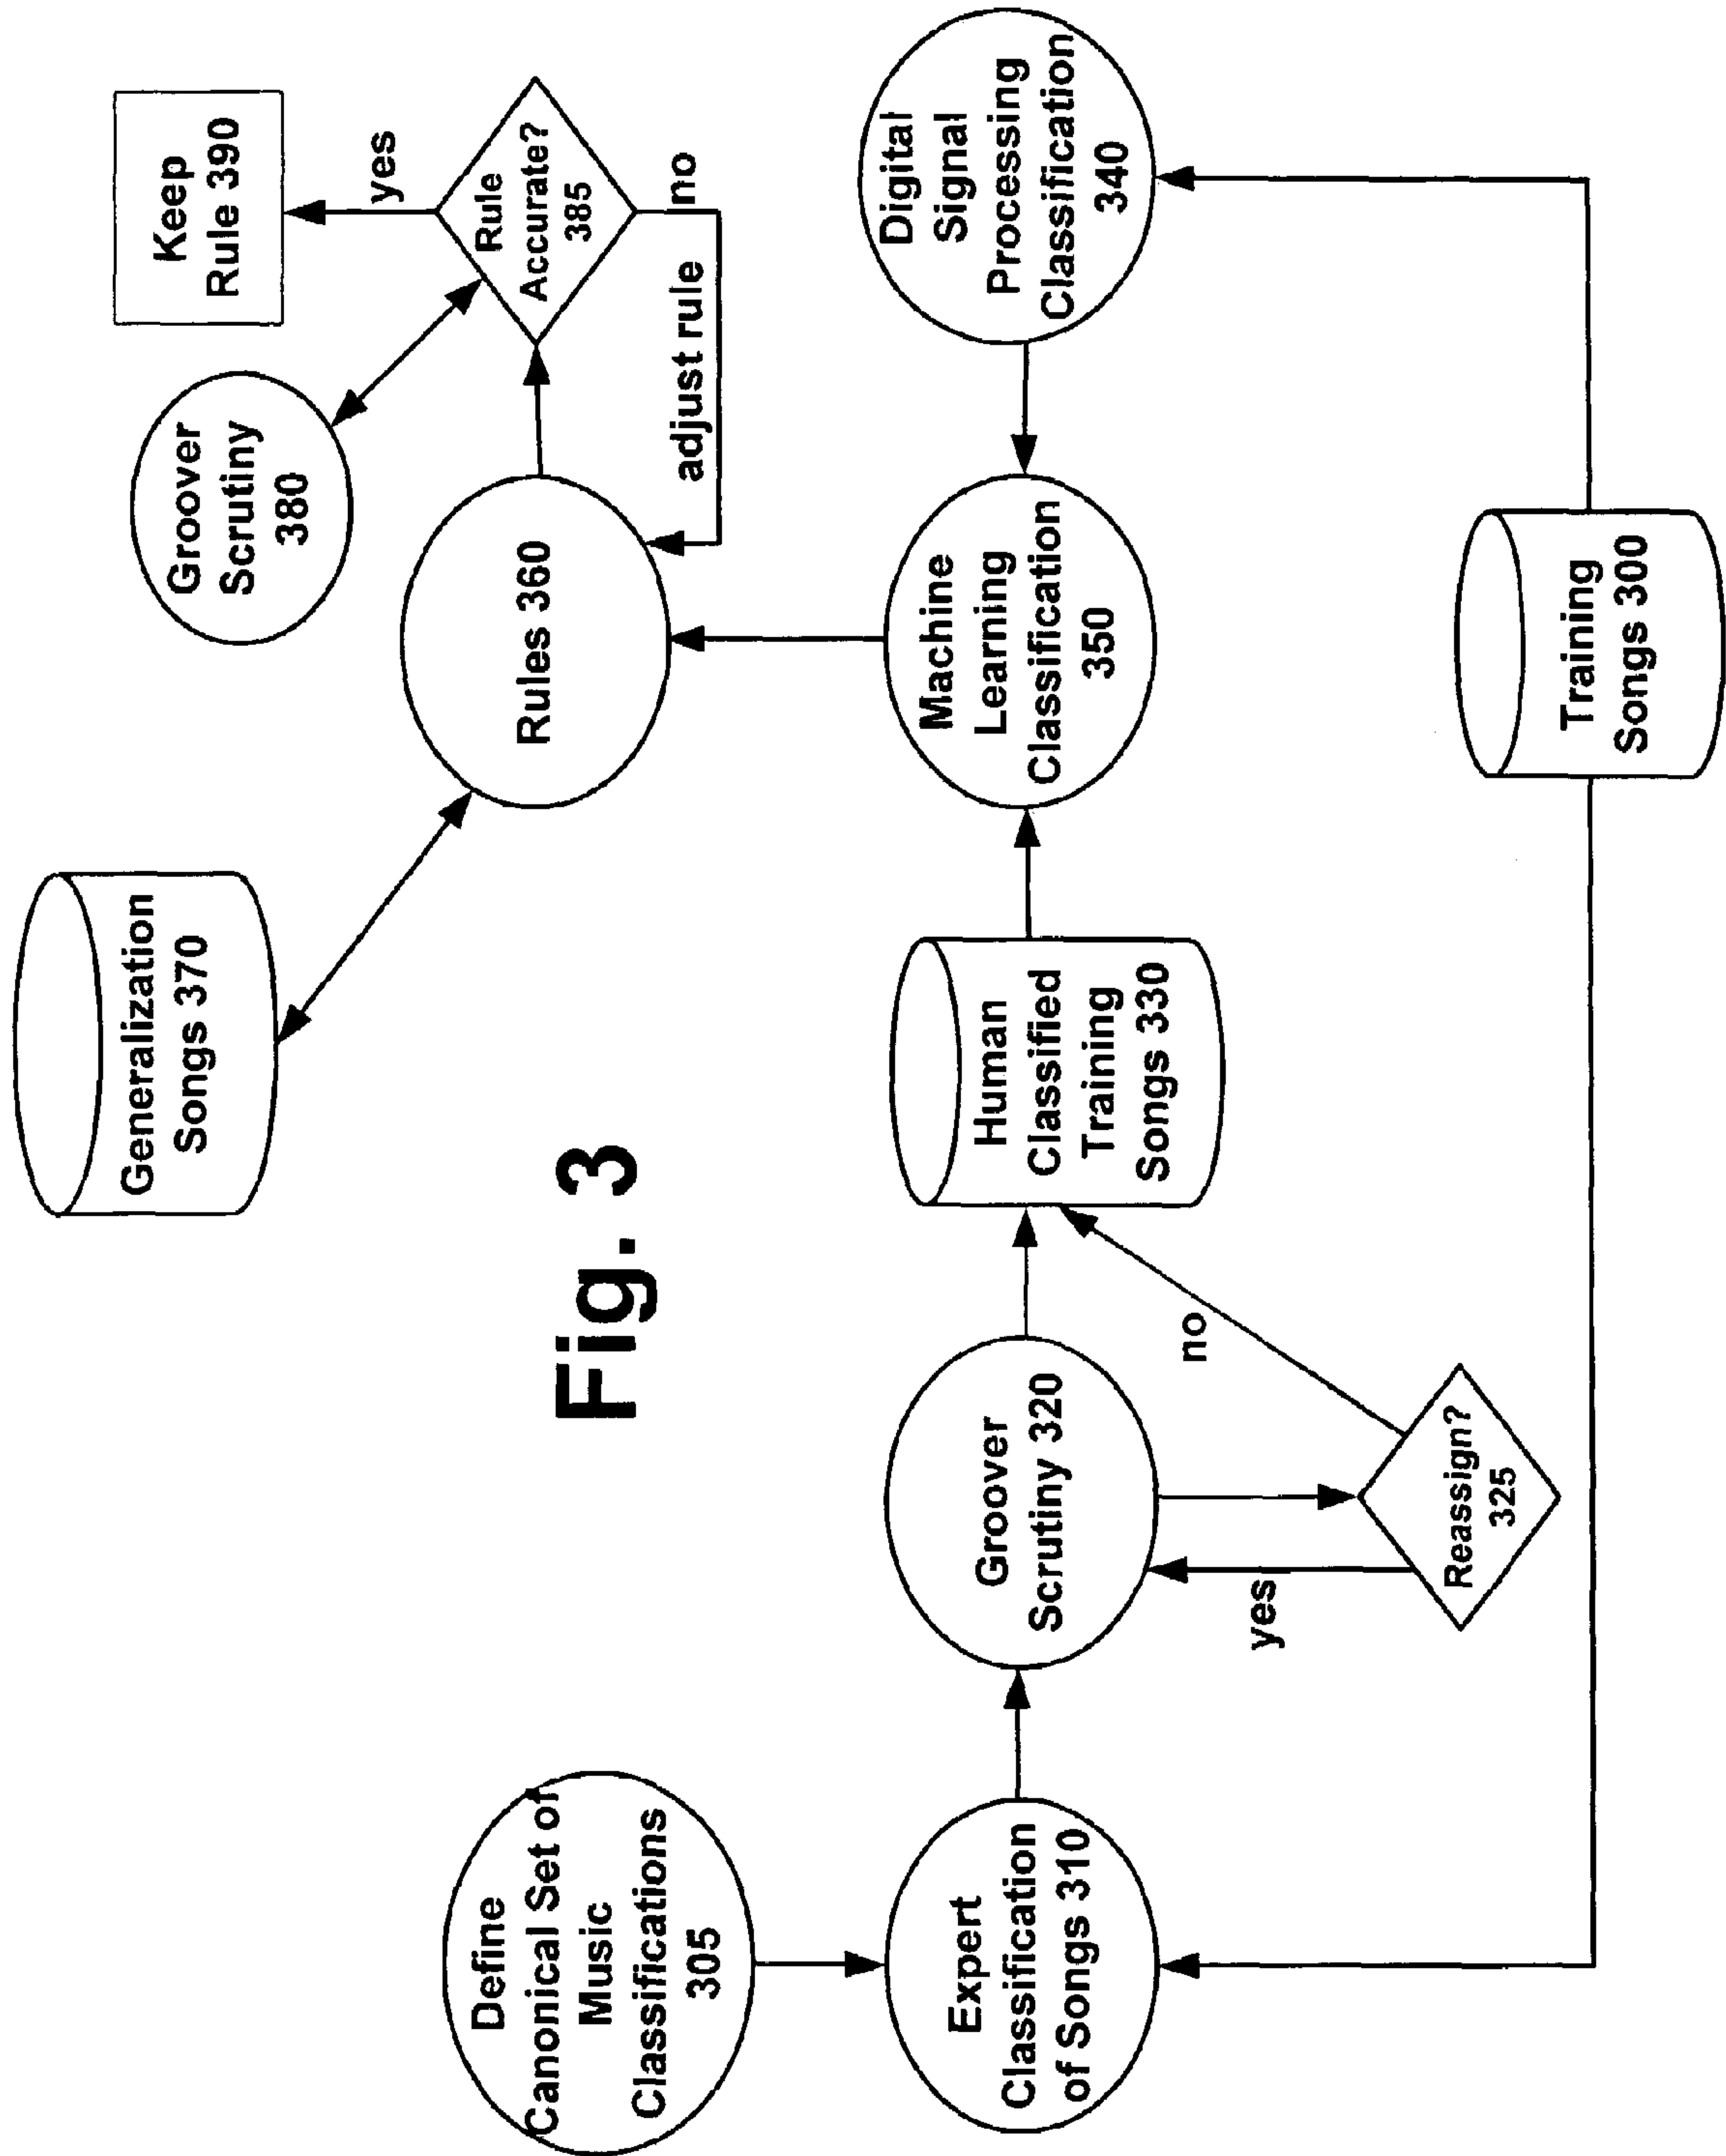 Define
Canonical Set of
Music
Classifications
305
Expert
Classification
of Songs 310
Groover
Scrutiny 320
yes
Reassign?
325
no
Human
Classified
Training
Songs 330
Machine
Learning
Classification
350
Digital
Signal
Processing
Classification
340
Training
Songs 300
Fig. 3
Generalization
Songs 370
Rules 360
Groover
Scrutiny
380
Rule
Accurate?
385
yes
no
adjust rule
Keep
Rule 390